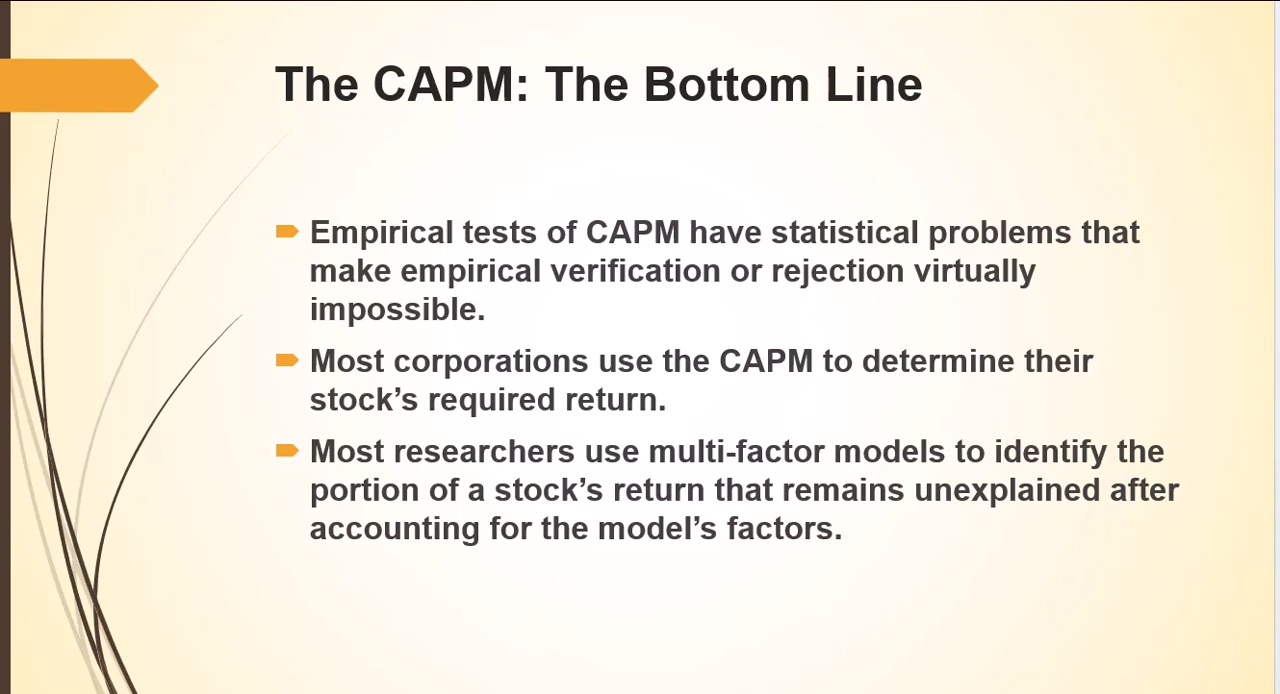 The CAPM: The Bottom Line
Empirical tests of CAPM have statistical problems that
make empirical verification or rejection virtually
impossible.
Most corporations use the CAPM to determine their
stock’s required return.
Most researchers use multi-factor models to identify the
portion of a stock’s return that remains unexplained after
accounting for the model’s factors.